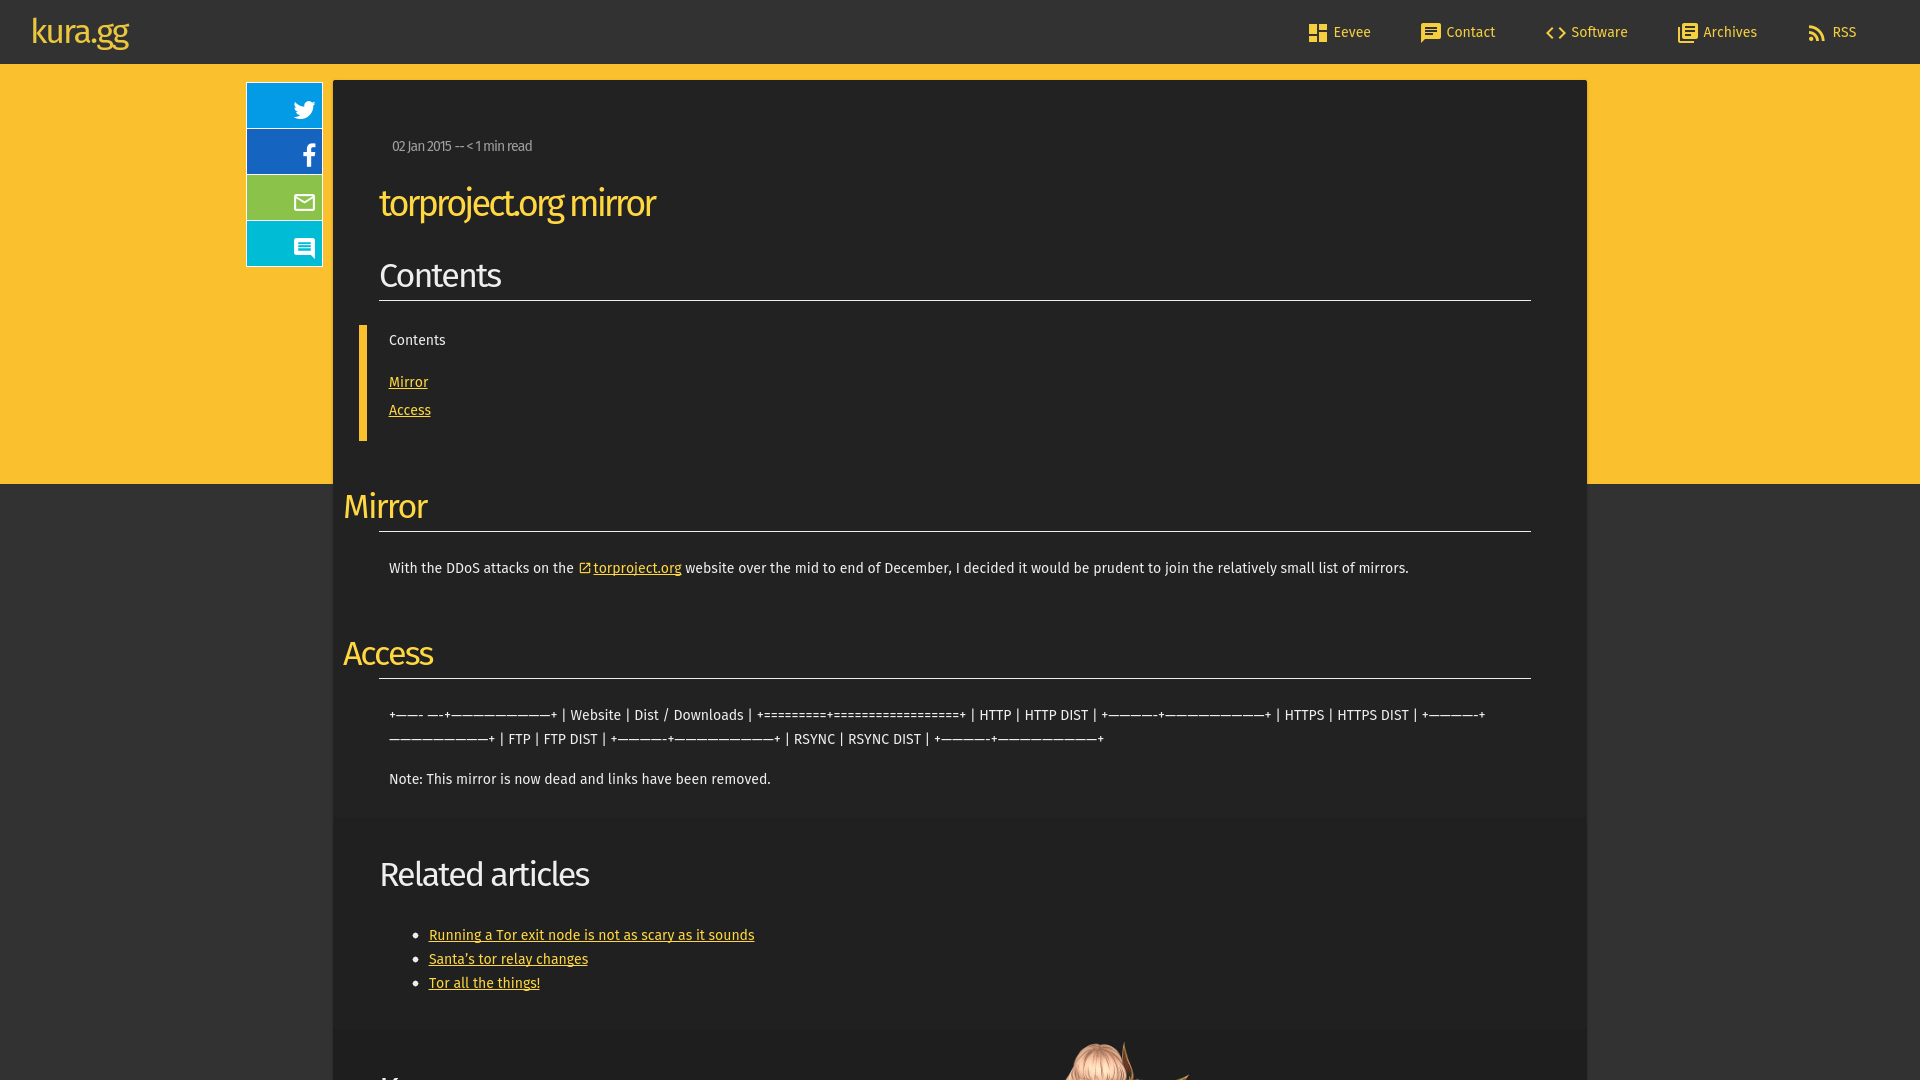 kura.gg
Eevee
Contact
Software
Archives
RSS
02 Jan 2015 -- < 1 min read
torproject.org mirror
Contents
Contents
Mirror
Access
Mirror
With the DDoS attacks on the torproject.org website over the mid to end of December, I decided it would be prudent to join the relatively small list of mirrors.
Access
+——- —-+—————————+ | Website | Dist / Downloads | +=========+==================+ | HTTP | HTTP DIST | +————-+—————————+ | HTTPS | HTTPS DIST | +————-+
—————————+ | FTP | FTP DIST | +————-+—————————+ | RSYNC | RSYNC DIST | +————-+—————————+
Note: This mirror is now dead and links have been removed.
Related articles
Running a Tor exit node is not as scary as it sounds
Santa’s tor relay changes
Tor all the things!